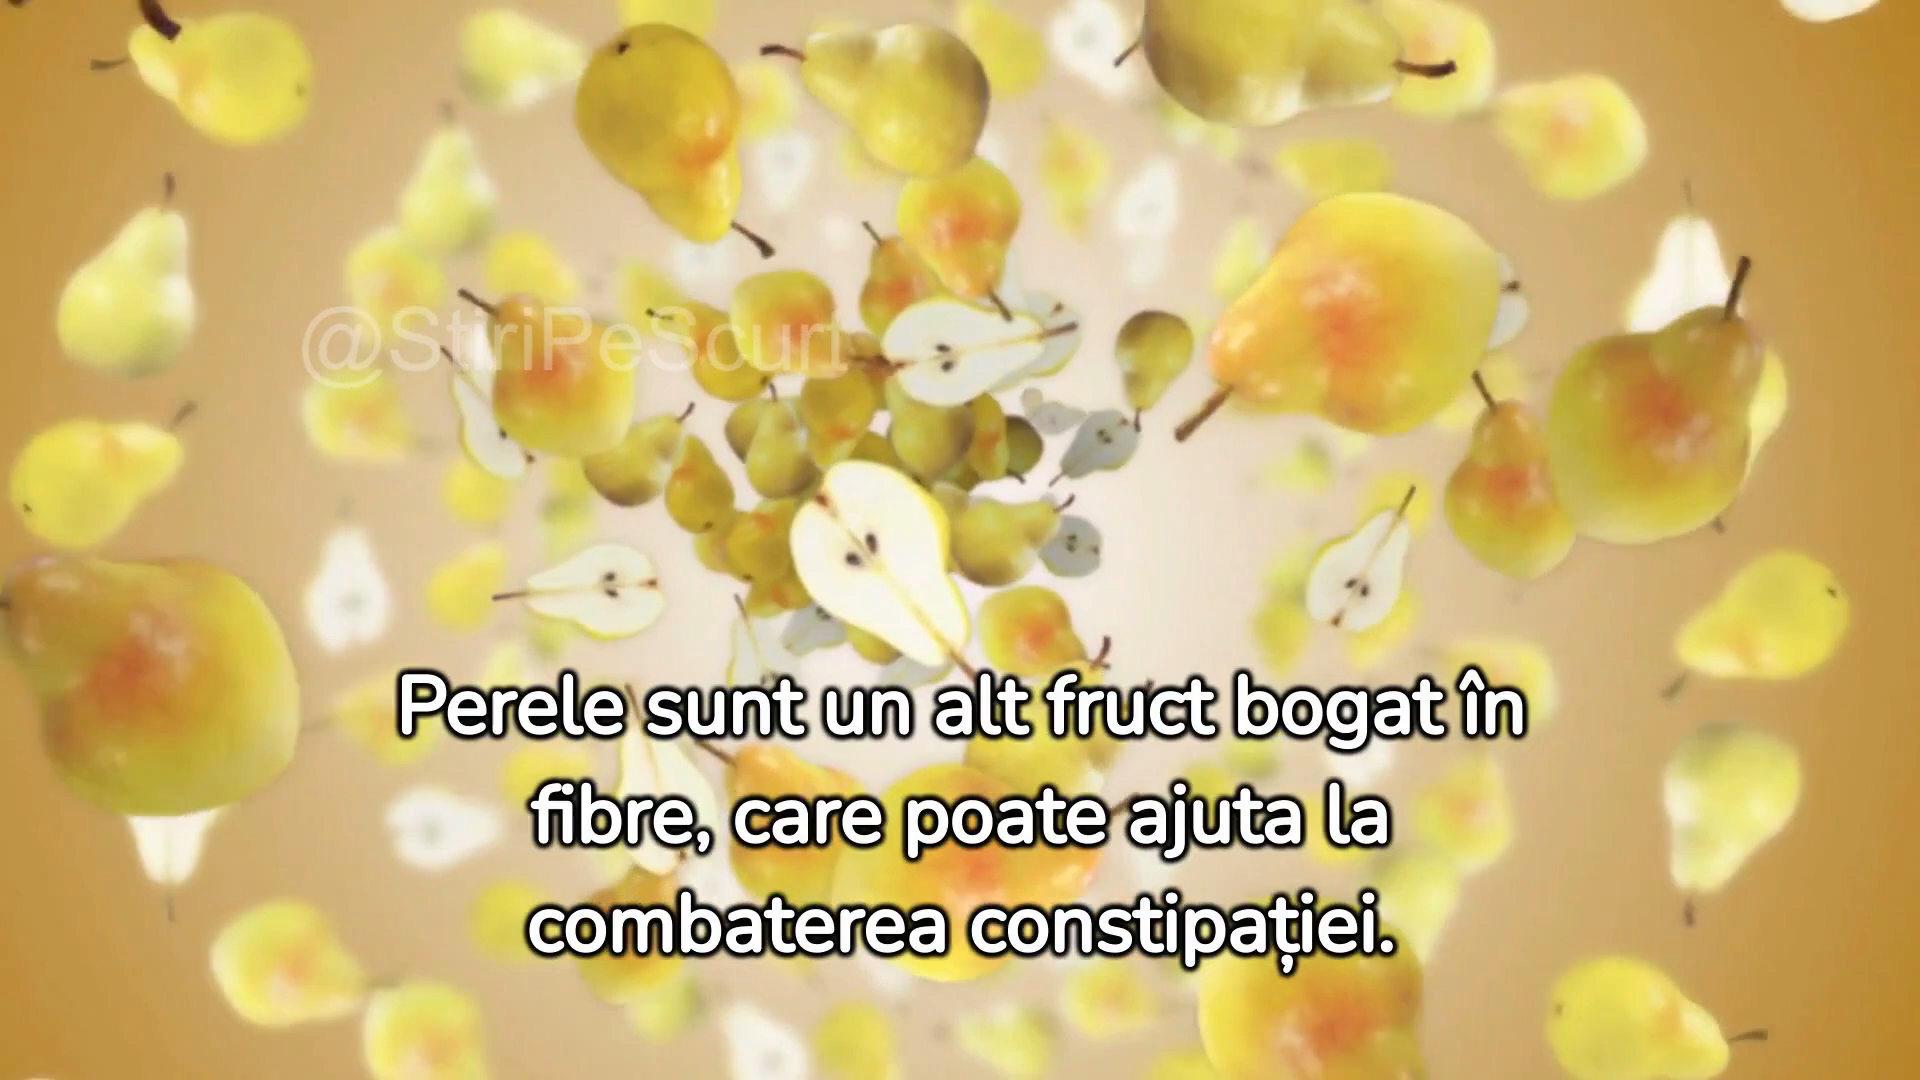 @StiriPeScurt
Perele sunt un alt fruct bogat în
fibre, care poate ajuta la
combaterea constipației.